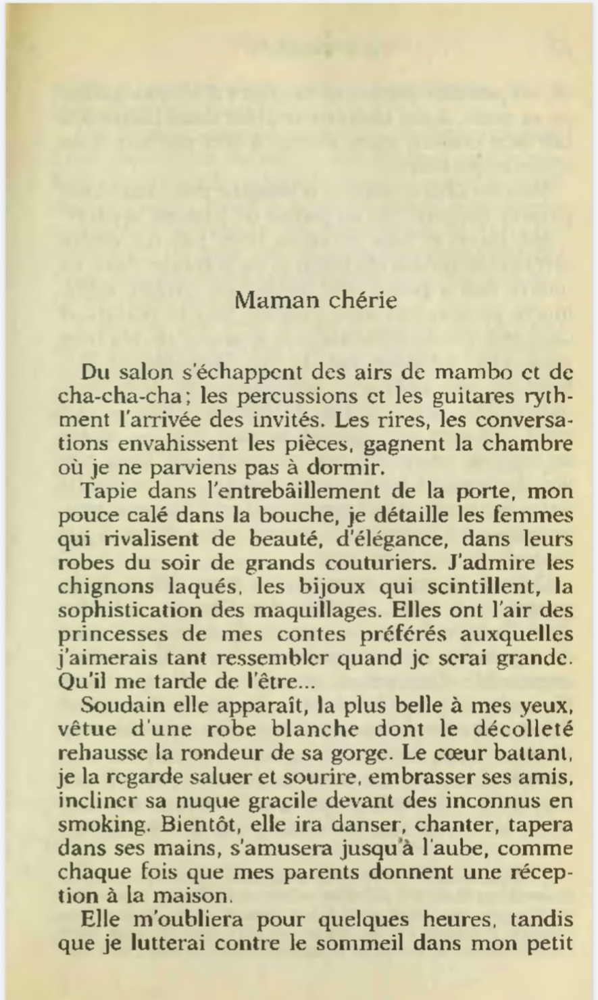 Maman chérie
Du salon s'échappent des airs de mambo et de
cha-cha-cha; les percussions et les guitares ryth-
ment l'arrivée des invités. Les rires, les conversa-
tions envahissent les pièces, gagnent la chambre
où je ne parviens pas à dormir.
Tapie dans l'entrebâillement de la porte, mon
pouce calé dans la bouche, je détaille les femmes
qui rivalisent de beauté, d'élégance, dans leurs
robes du soir de grands couturiers. J'admire les
chignons laqués, les bijoux qui scintillent, la
sophistication des maquillages. Elles ont l'air des
princesses de mes contes préférés auxquelles
j'aimerais tant ressembler quand je serai grande.
Qu'il me tarde de l'être...
Soudain elle apparaît, la plus belle à mes yeux,
vêtue d'une robe blanche dont le décolleté
rehausse la rondeur de sa gorge. Le cœur battant,
je la regarde saluer et sourire, embrasser ses amis,
incliner sa nuque gracile devant des inconnus en
smoking. Bientôt, elle ira danser, chanter, tapera
dans ses mains, s'amusera jusqu'à l'aube, comme
chaque fois que mes parents donnent une récep-
tion à la maison.
Elle m'oubliera pour quelques heures, tandis
que je lutterai contre le sommeil dans mon petit